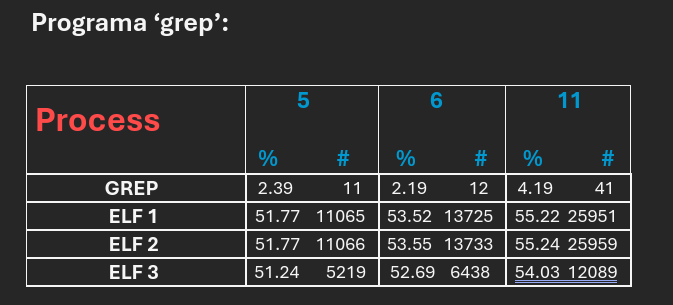 Programa ‘grep’:
Process 5 6 11
% # % # % #
GREP 2.39 11 2.19 12 4.19 41
ELF 1 51.77 11065 53.52 13725 55.22 25951
ELF 2 51.77 11066 53.55 13733 55.24 25959
ELF 3 51.24 5219 52.69 6438 54.03 12089